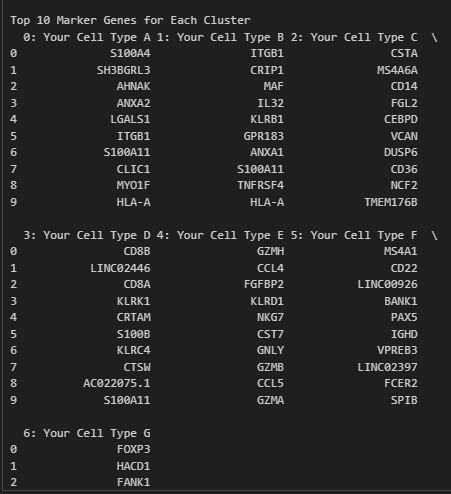 Top 10 Marker Genes for Each Cluster
0: Your Cell Type A 1: Your Cell Type B 2: Your Cell Type C \
0 S100A4 ITGB1 CSTA
1 SH3BGRL3 CRIP1 MS4A6A
2 AHNAK MAF CD14
3 ANXA2 IL32 FGL2
4 LGALS1 KLRB1 CEBPD
5 ITGB1 GPR183 VCAN
6 S100A11 ANXA1 DUSP6
7 CLIC1 S100A11 CD36
8 MYO1F TNFRSF4 NCF2
9 HLA-A HLA-A TMEM176B
3: Your Cell Type D 4: Your Cell Type E 5: Your Cell Type F \
0 CD8B GZMH MS4A1
1 LINC02446 CCL4 CD22
2 CD8A FGFBP2 LINC00926
3 KLRK1 KLRD1 BANK1
4 CRTAM NKG7 PAX5
5 S100B CST7 IGHD
6 KLRC4 GNLY VPREB3
7 CTSW GZMB LINC02397
8 AC022075.1 CCL5 FCER2
9 S100A11 GZMA SPIB
6: Your Cell Type G
0 FOXP3
1 HACD1
2 FANK1